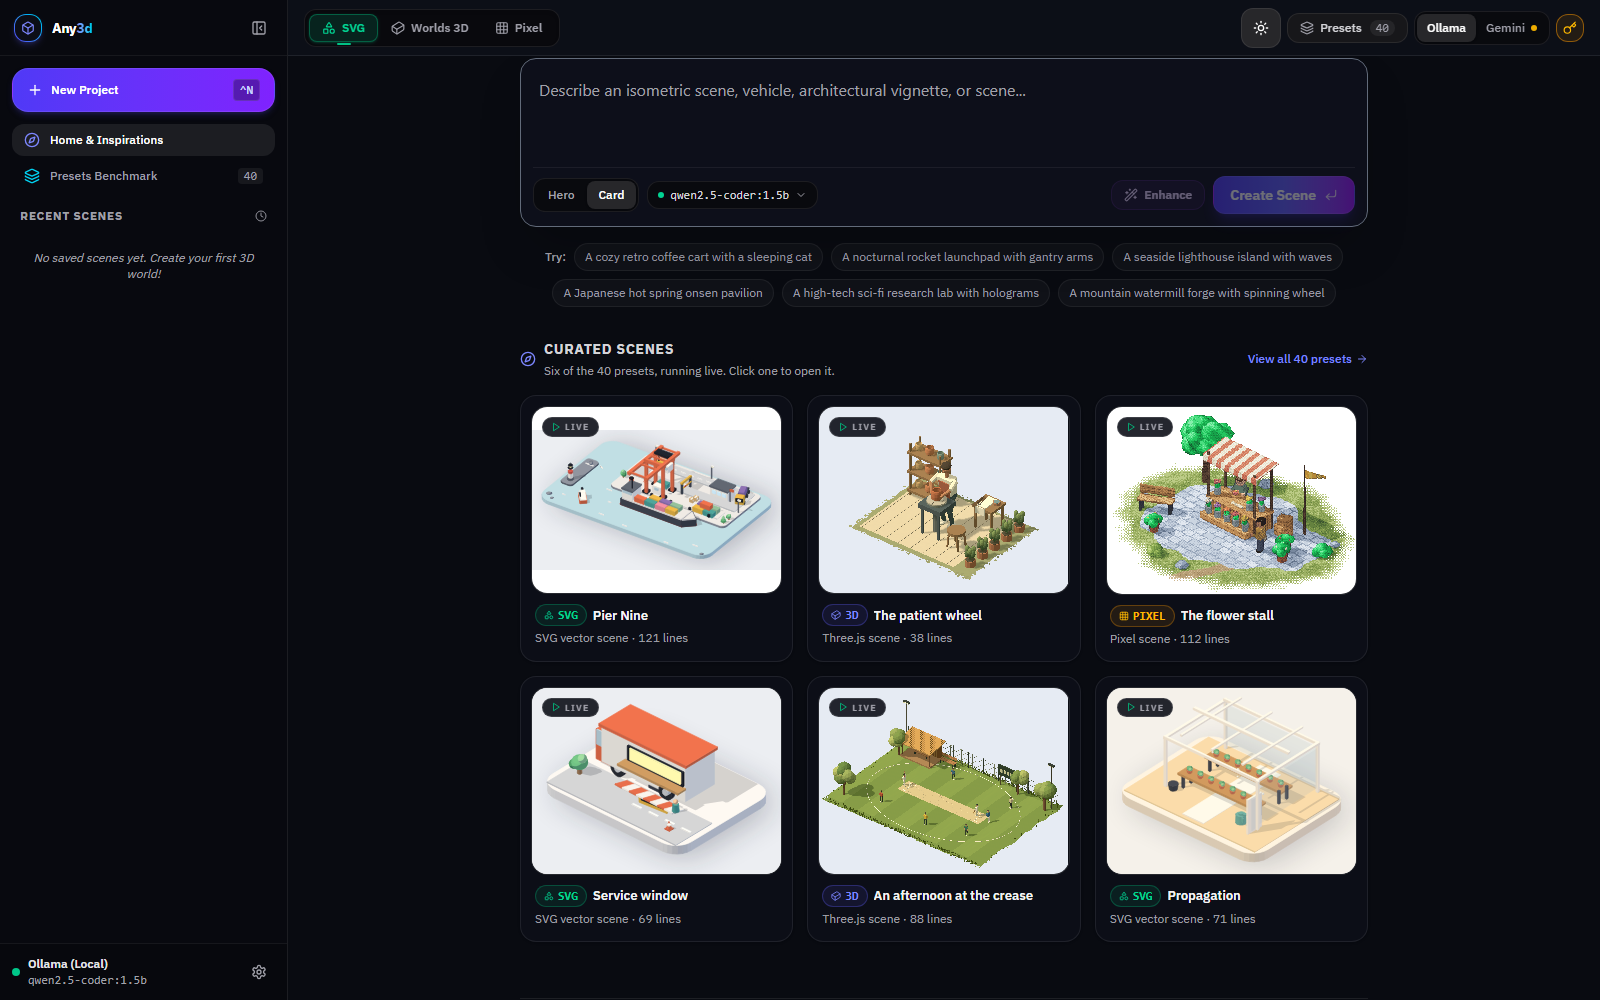 Any3d
SVG
Worlds 3D
Pixel
Presets 40
Ollama
Gemini
New Project ^N
Home & Inspirations
Presets Benchmark 40
RECENT SCENES
No saved scenes yet. Create your first 3D
world!
Describe an isometric scene, vehicle, architectural vignette, or scene...
Hero
Card
qwen2.5-coder:1.5b
Enhance
Create Scene
Try:
A cozy retro coffee cart with a sleeping cat
A nocturnal rocket launchpad with gantry arms
A seaside lighthouse island with waves
A Japanese hot spring onsen pavilion
A high-tech sci-fi research lab with holograms
A mountain watermill forge with spinning wheel
CURATED SCENES
Six of the 40 presets, running live. Click one to open it.
View all 40 presets
LIVE
SVG Pier Nine
SVG vector scene · 121 lines
LIVE
3D The patient wheel
Three.js scene · 38 lines
LIVE
PIXEL The flower stall
Pixel scene · 112 lines
LIVE
SVG Service window
SVG vector scene · 69 lines
LIVE
3D An afternoon at the crease
Three.js scene · 88 lines
LIVE
SVG Propagation
SVG vector scene · 71 lines
Ollama (Local)
qwen2.5-coder:1.5b